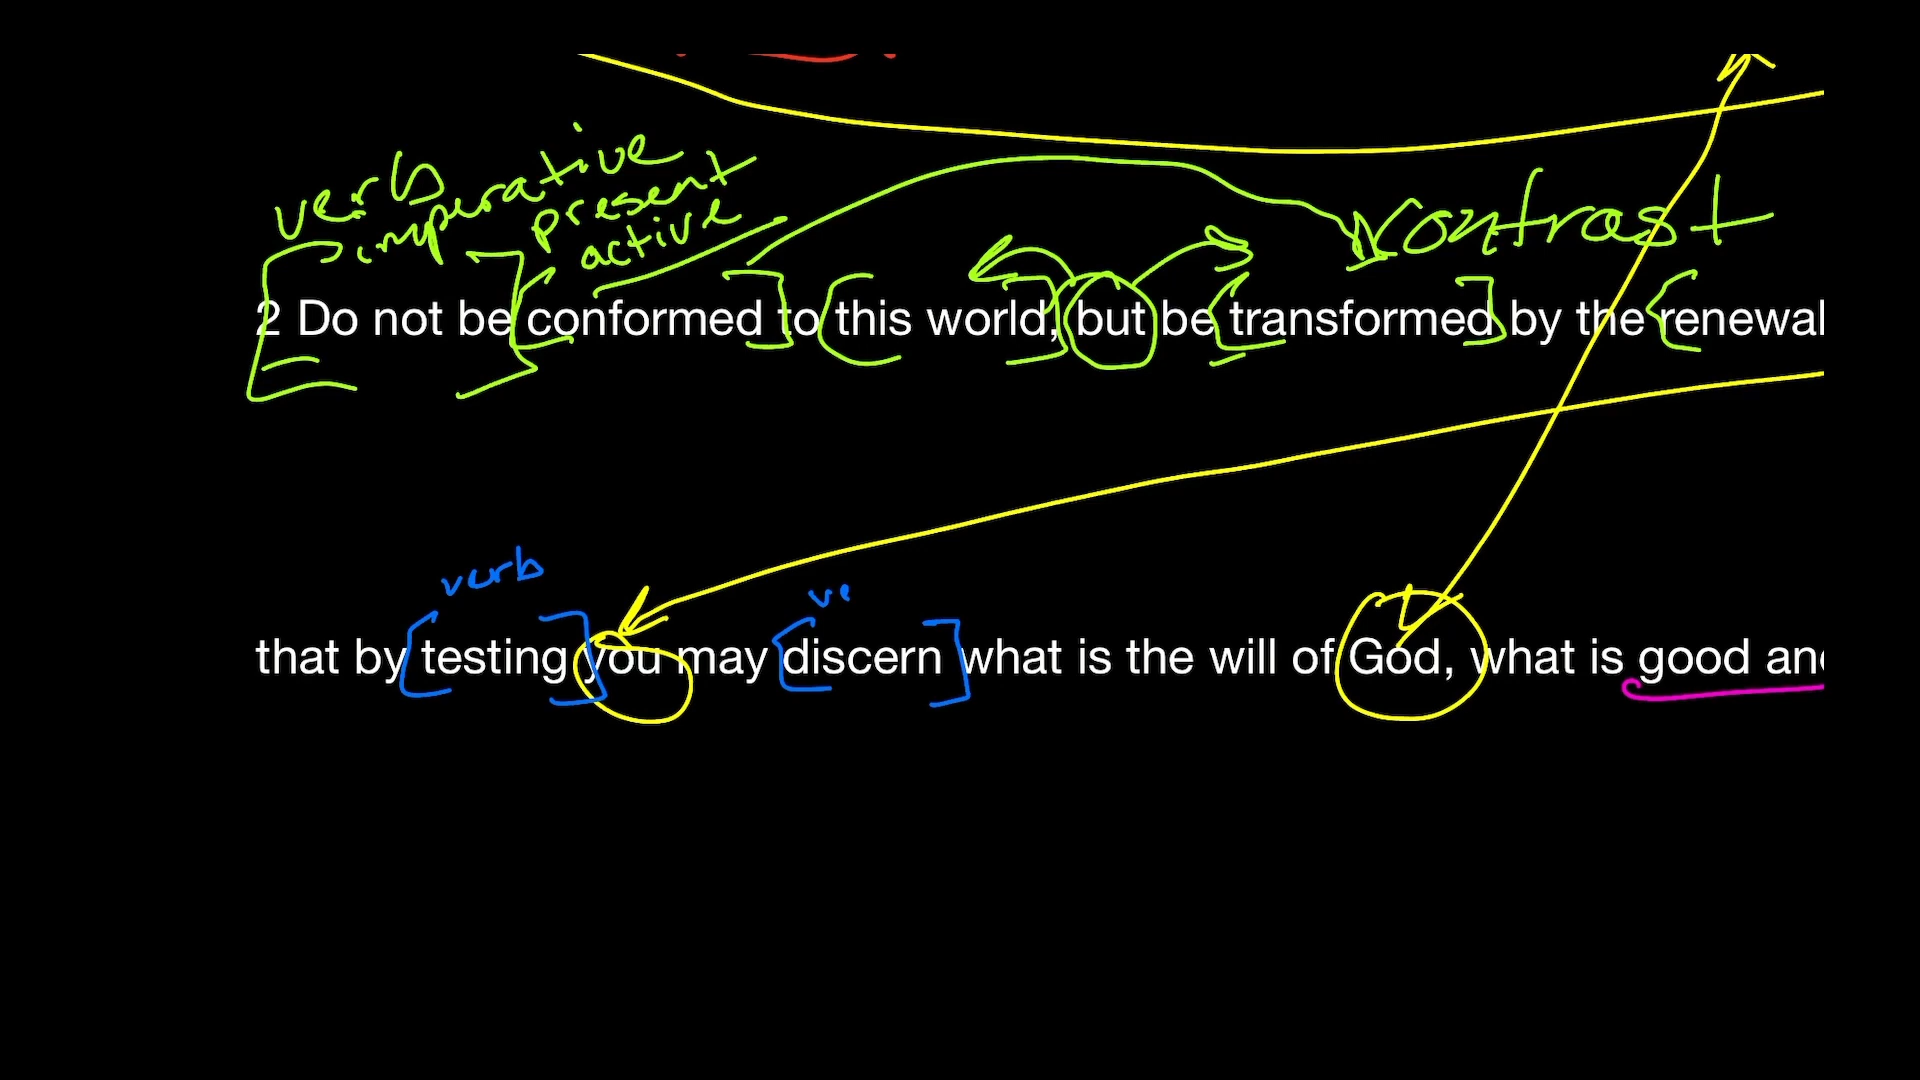 verb
imperative
present
active
contrast
2 Do not be conformed to this world, but be transformed by the renewal
verb
ve
that by testing you may discern what is the will of God, what is good an